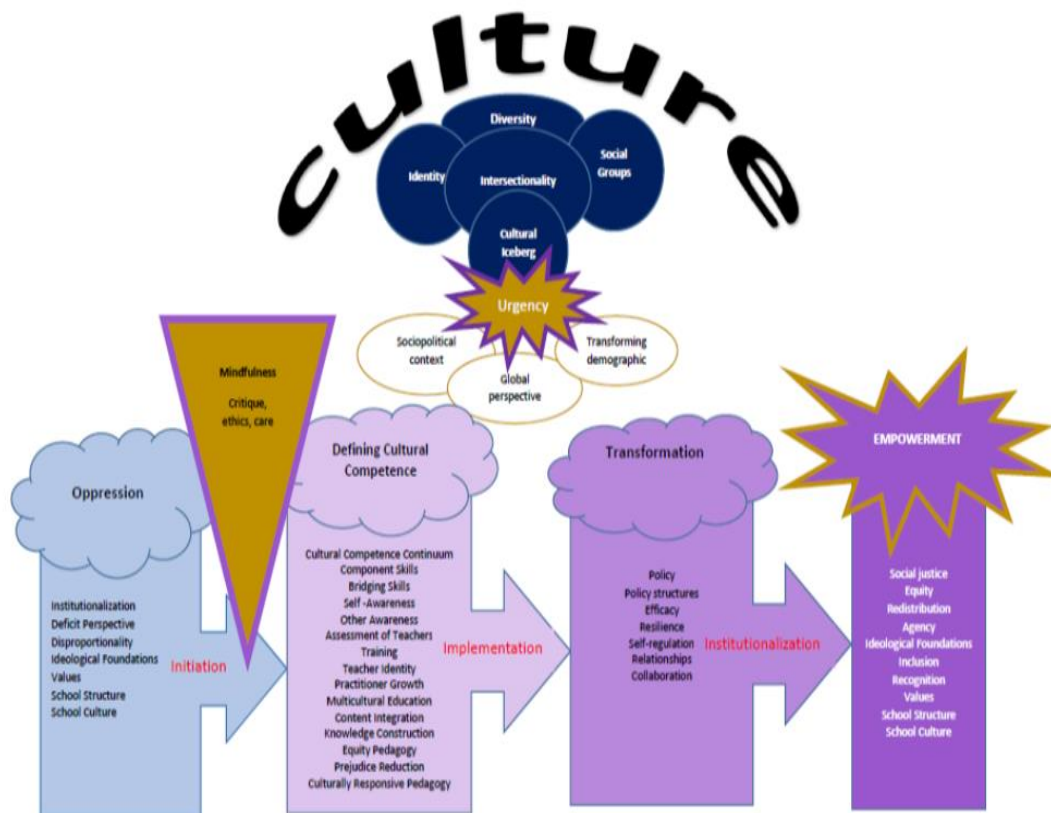 culture
Diversity
Identity
Intersectionality
Social
Groups
Cultural
Iceberg
Urgency
Sociopolitical
context
Transforming
demographic
Global
perspective
Mindfulness
Critique,
ethics, care
Oppression
Institutionalization
Deficit Perspective
Disproportionality
Ideological Foundations
Values
School Structure
School Culture
Initiation
Defining Cultural
Competence
Cultural Competence Continuum
Component Skills
Bridging Skills
Self -Awareness
Other Awareness
Assessment of Teachers
Training
Teacher Identity
Practitioner Growth
Multicultural Education
Content Integration
Knowledge Construction
Equity Pedagogy
Prejudice Reduction
Culturally Responsive Pedagogy
Implementation
Transformation
Policy
Policy structures
Efficacy
Resilience
Self-regulation
Relationships
Collaboration
Institutionalization
EMPOWERMENT
Social justice
Equity
Redistribution
Agency
Ideological Foundations
Inclusion
Recognition
Values
School Structure
School Culture